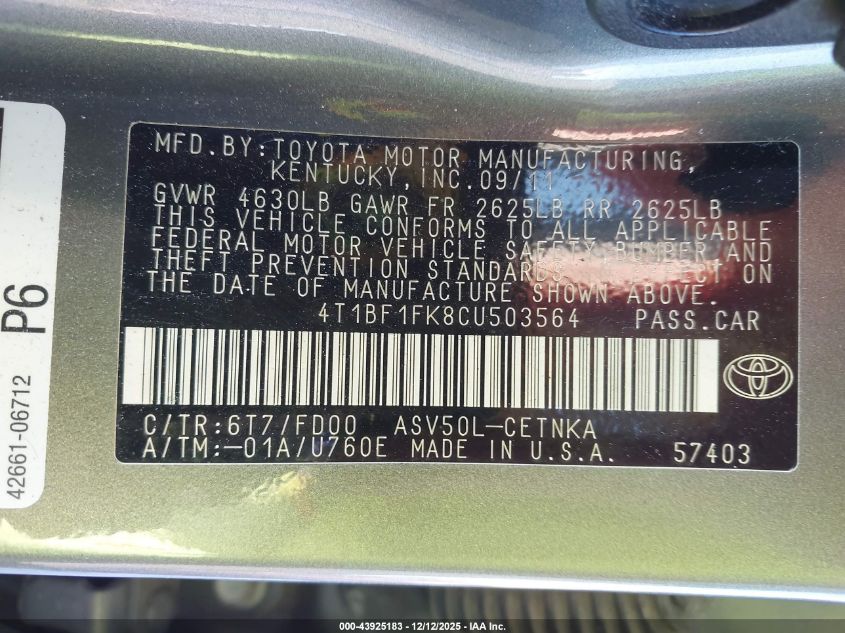 MFD.BY:TOYOTA MOTOR MANUFACTURING,
KENTUCKY, INC. 09/11
GVWR 4630LB GAWR FR 2625LB RR 2625LB
THIS VEHICLE CONFORMS TO ALL APPLICABLE
FEDERAL MOTOR VEHICLE SAFETY, BUMPER AND
THEFT PREVENTION STANDARDS IN EFFECT ON
THE DATE OF MANUFACTURE SHOWN ABOVE.
4T1BF1FK8CU503564 PASS.CAR
C/TR:6T7/FD00 ASV50L-CETNKA
A/TM:-01A/U760E MADE IN U.S.A. 57403
P6
42661-06712
000-43925183 - 12/12/2025 - IAA Inc.